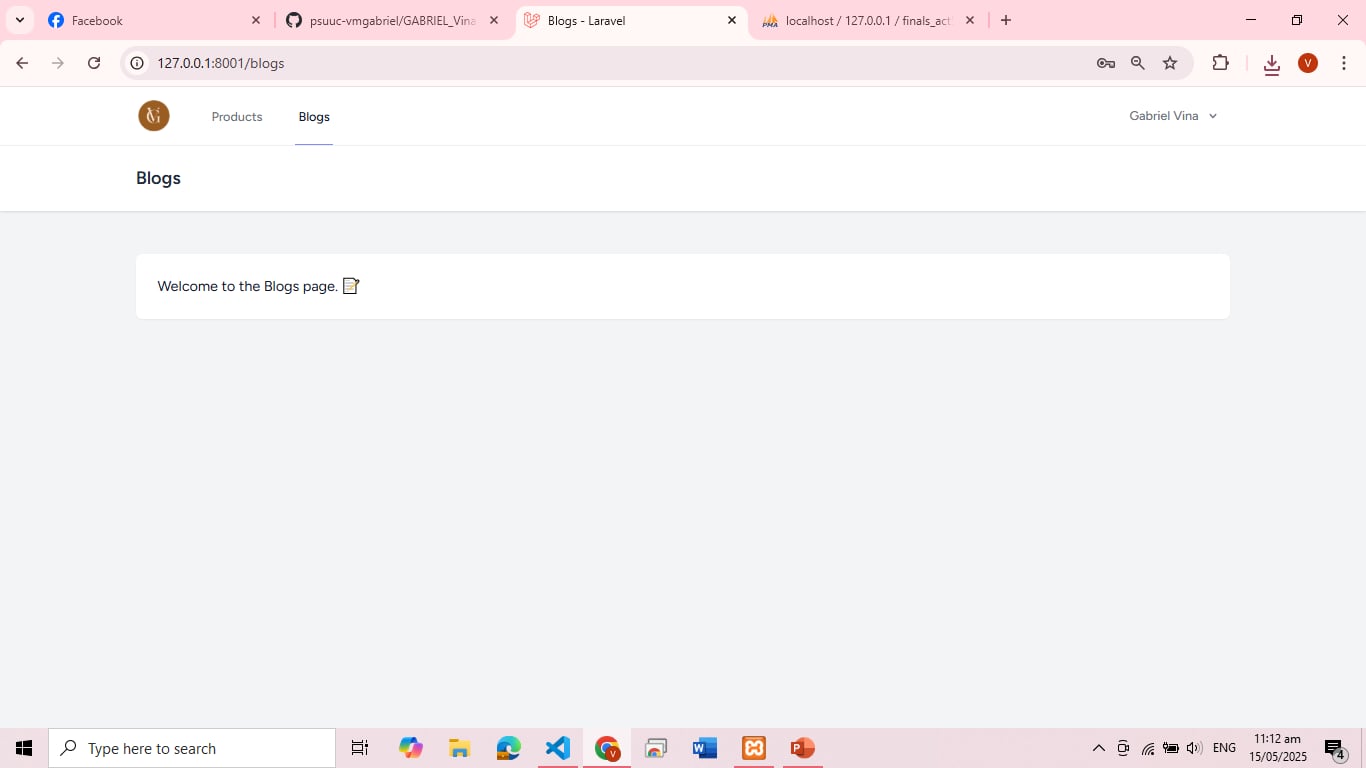 Facebook
psuuc-vmgabriel/GABRIEL_Vina
Blogs - Laravel
PMA
localhost / 127.0.0.1 / finals_act
127.0.0.1:8001/blogs
V
VG
Products
Blogs
Gabriel Vina
Blogs
Welcome to the Blogs page. 📝
Type here to search
V
W
P
ENG
11:12 am
15/05/2025
4